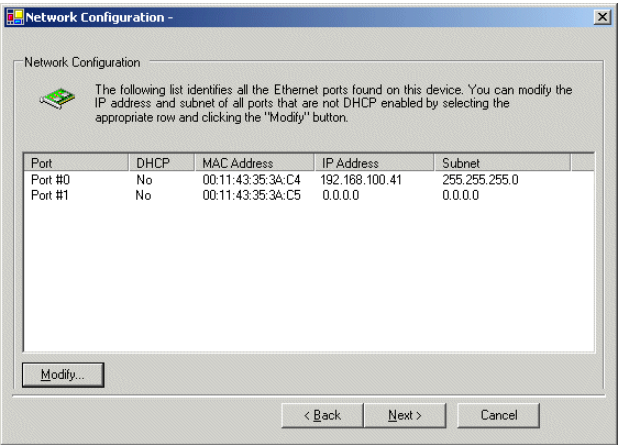 Network Configuration -
Network Configuration
The following list identifies all the Ethernet ports found on this device. You can modify the
IP address and subnet of all ports that are not DHCP enabled by selecting the
appropriate row and clicking the "Modify" button.
Port DHCP MAC Address IP Address Subnet
Port #0 No 00:11:43:35:3A:C4 192.168.100.41 255.255.255.0
Port #1 No 00:11:43:35:3A:C5 0.0.0.0 0.0.0.0
Modify...
< Back Next > Cancel